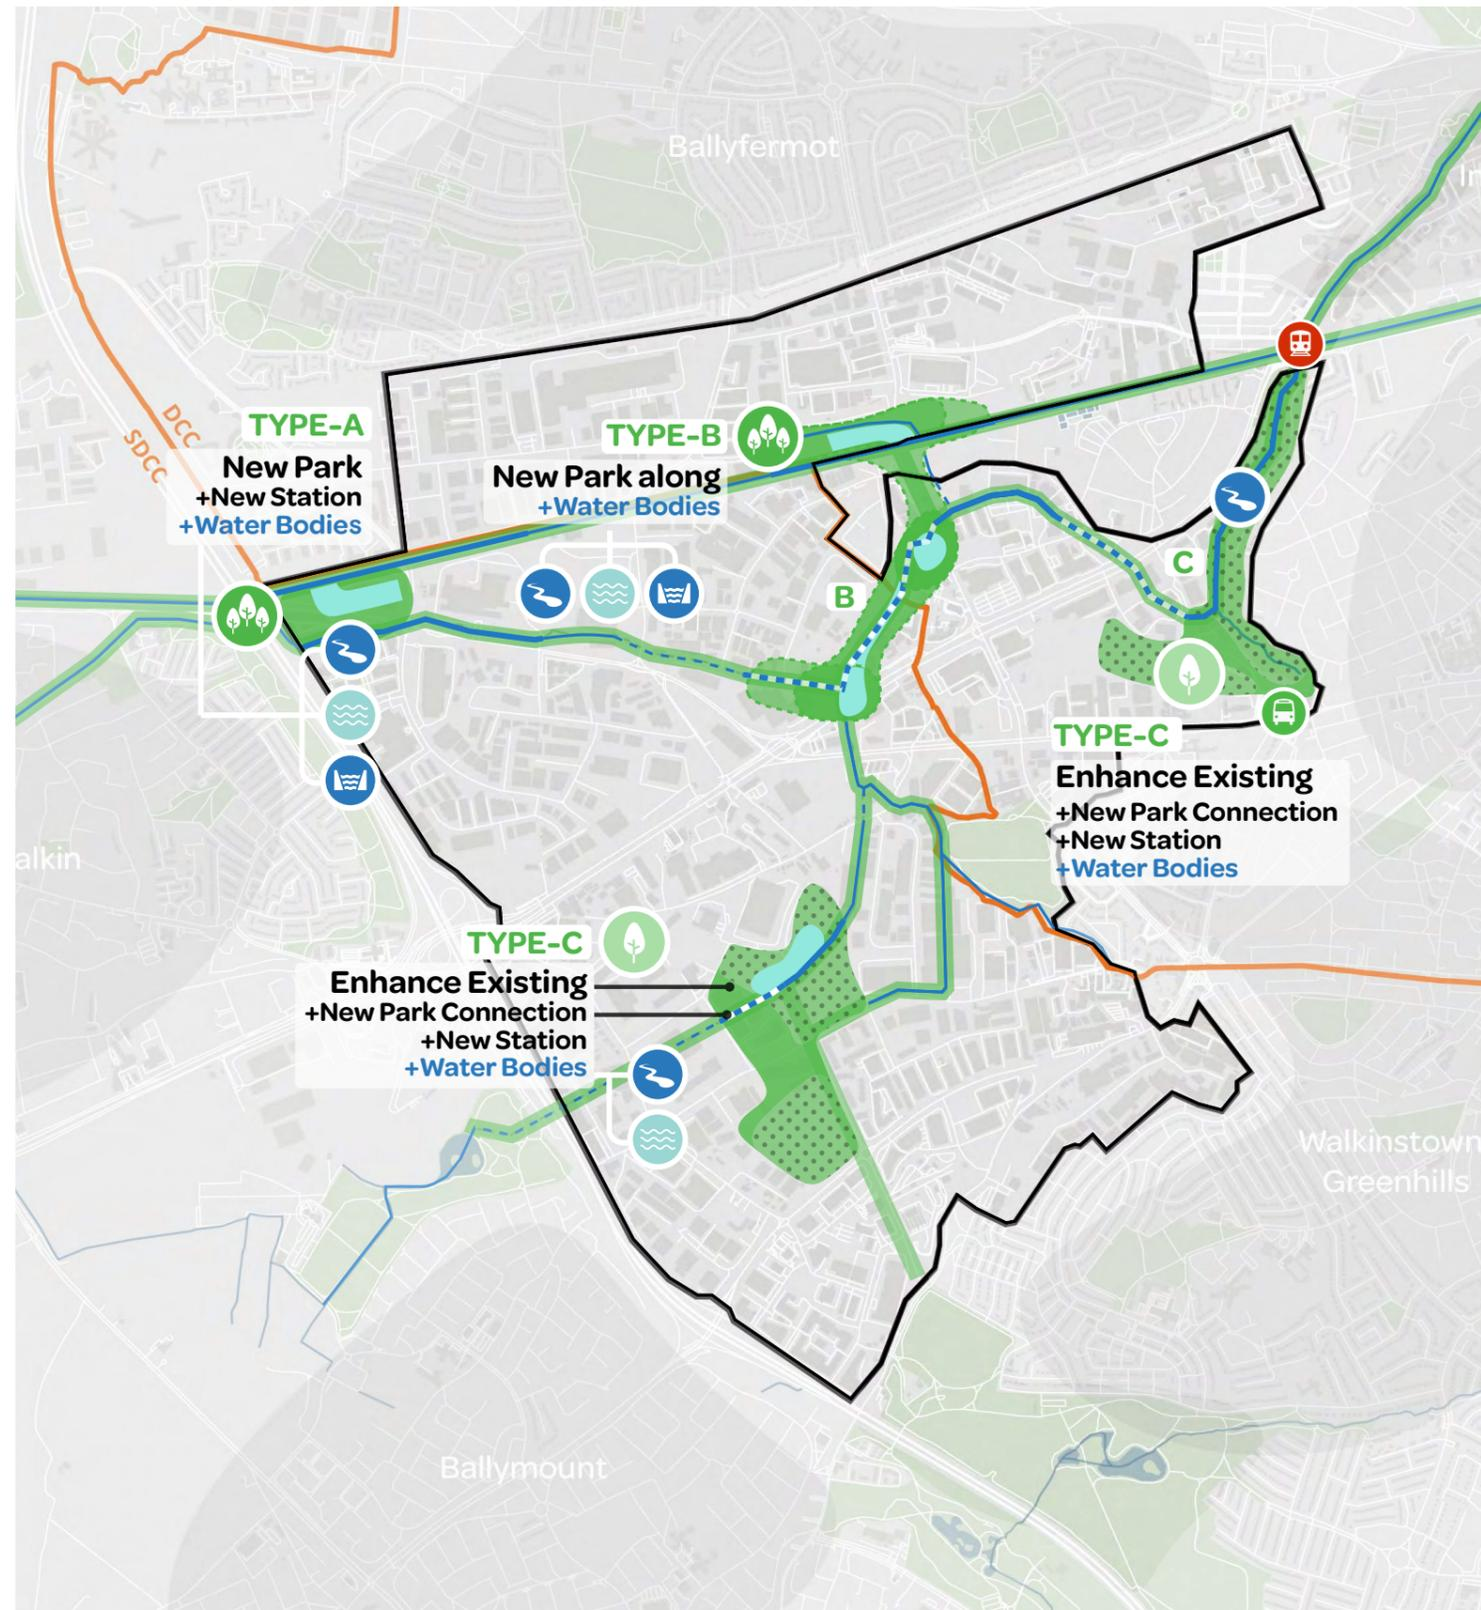 Ballyfermot
In
DCC
SDCC
TYPE-A
New Park
+New Station
+Water Bodies
TYPE-B
New Park along
+Water Bodies
B
C
TYPE-C
Enhance Existing
+New Park Connection
+New Station
+Water Bodies
alkin
TYPE-C
Enhance Existing
+New Park Connection
+New Station
+Water Bodies
Walkinstown
Greenhills
Ballymount